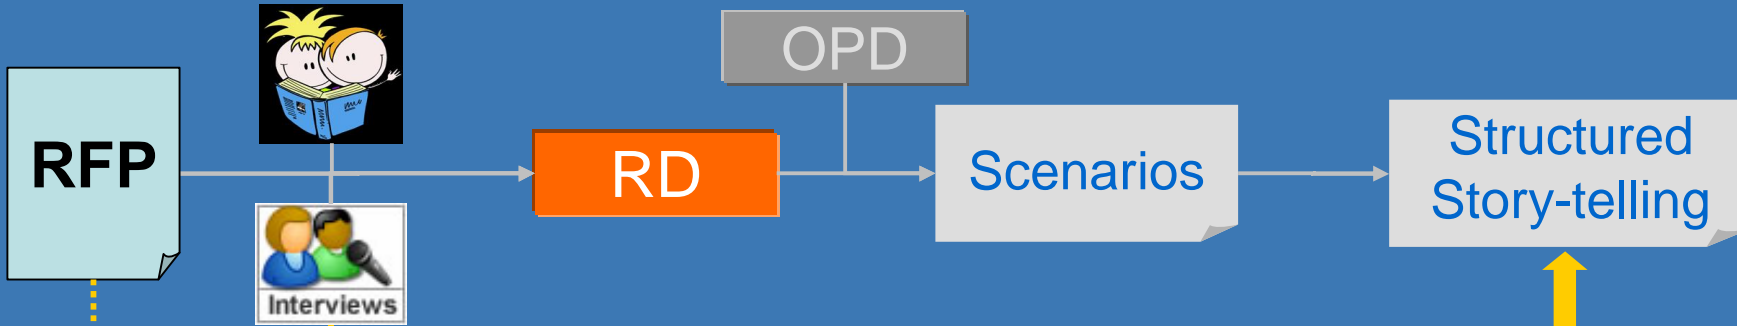 OPD
RFP
RD
Scenarios
Structured
Story-telling
Interviews